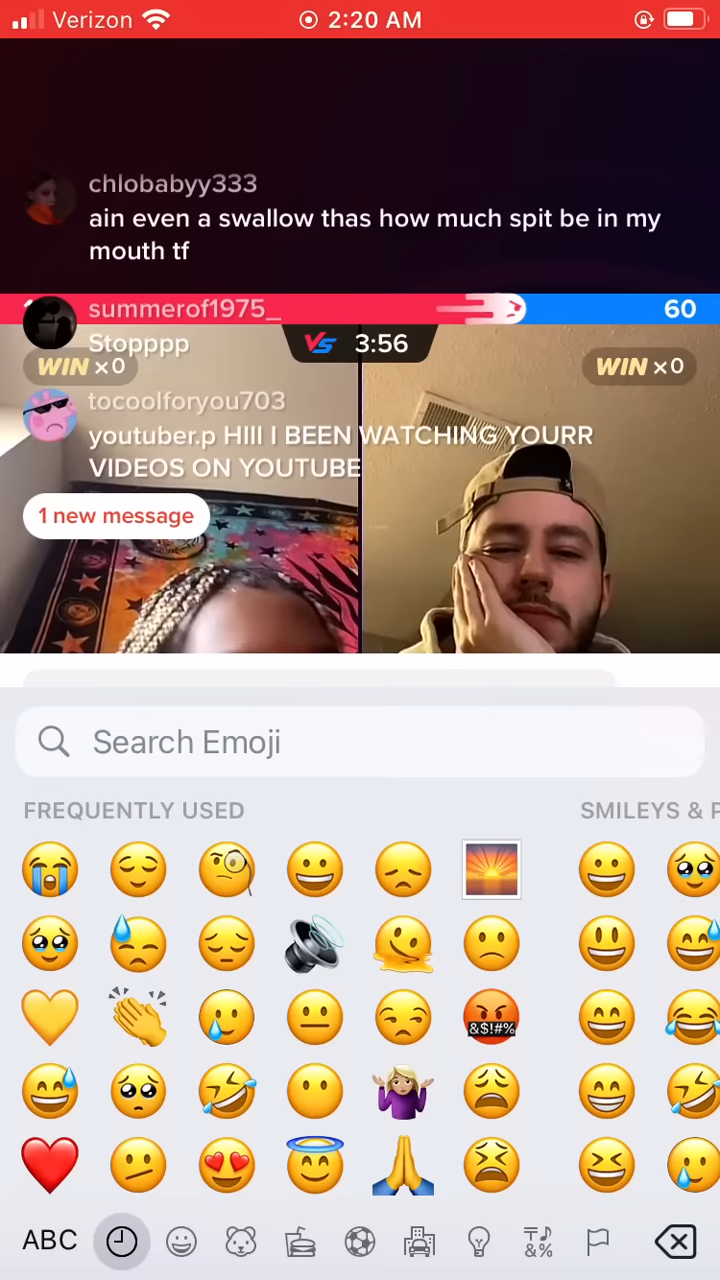 Verizon 2:20 AM
chlobabyy333
ain even a swallow thas how much spit be in my
mouth tf
summerof1975_
60
Stopppp
VS 3:56
WIN ×0
WIN ×0
tocoolforyou703
youtuber.p HIII I BEEN WATCHING YOURR
VIDEOS ON YOUTUBE
1 new message
Search Emoji
FREQUENTLY USED
SMILEYS & P
&$!#%
ABC